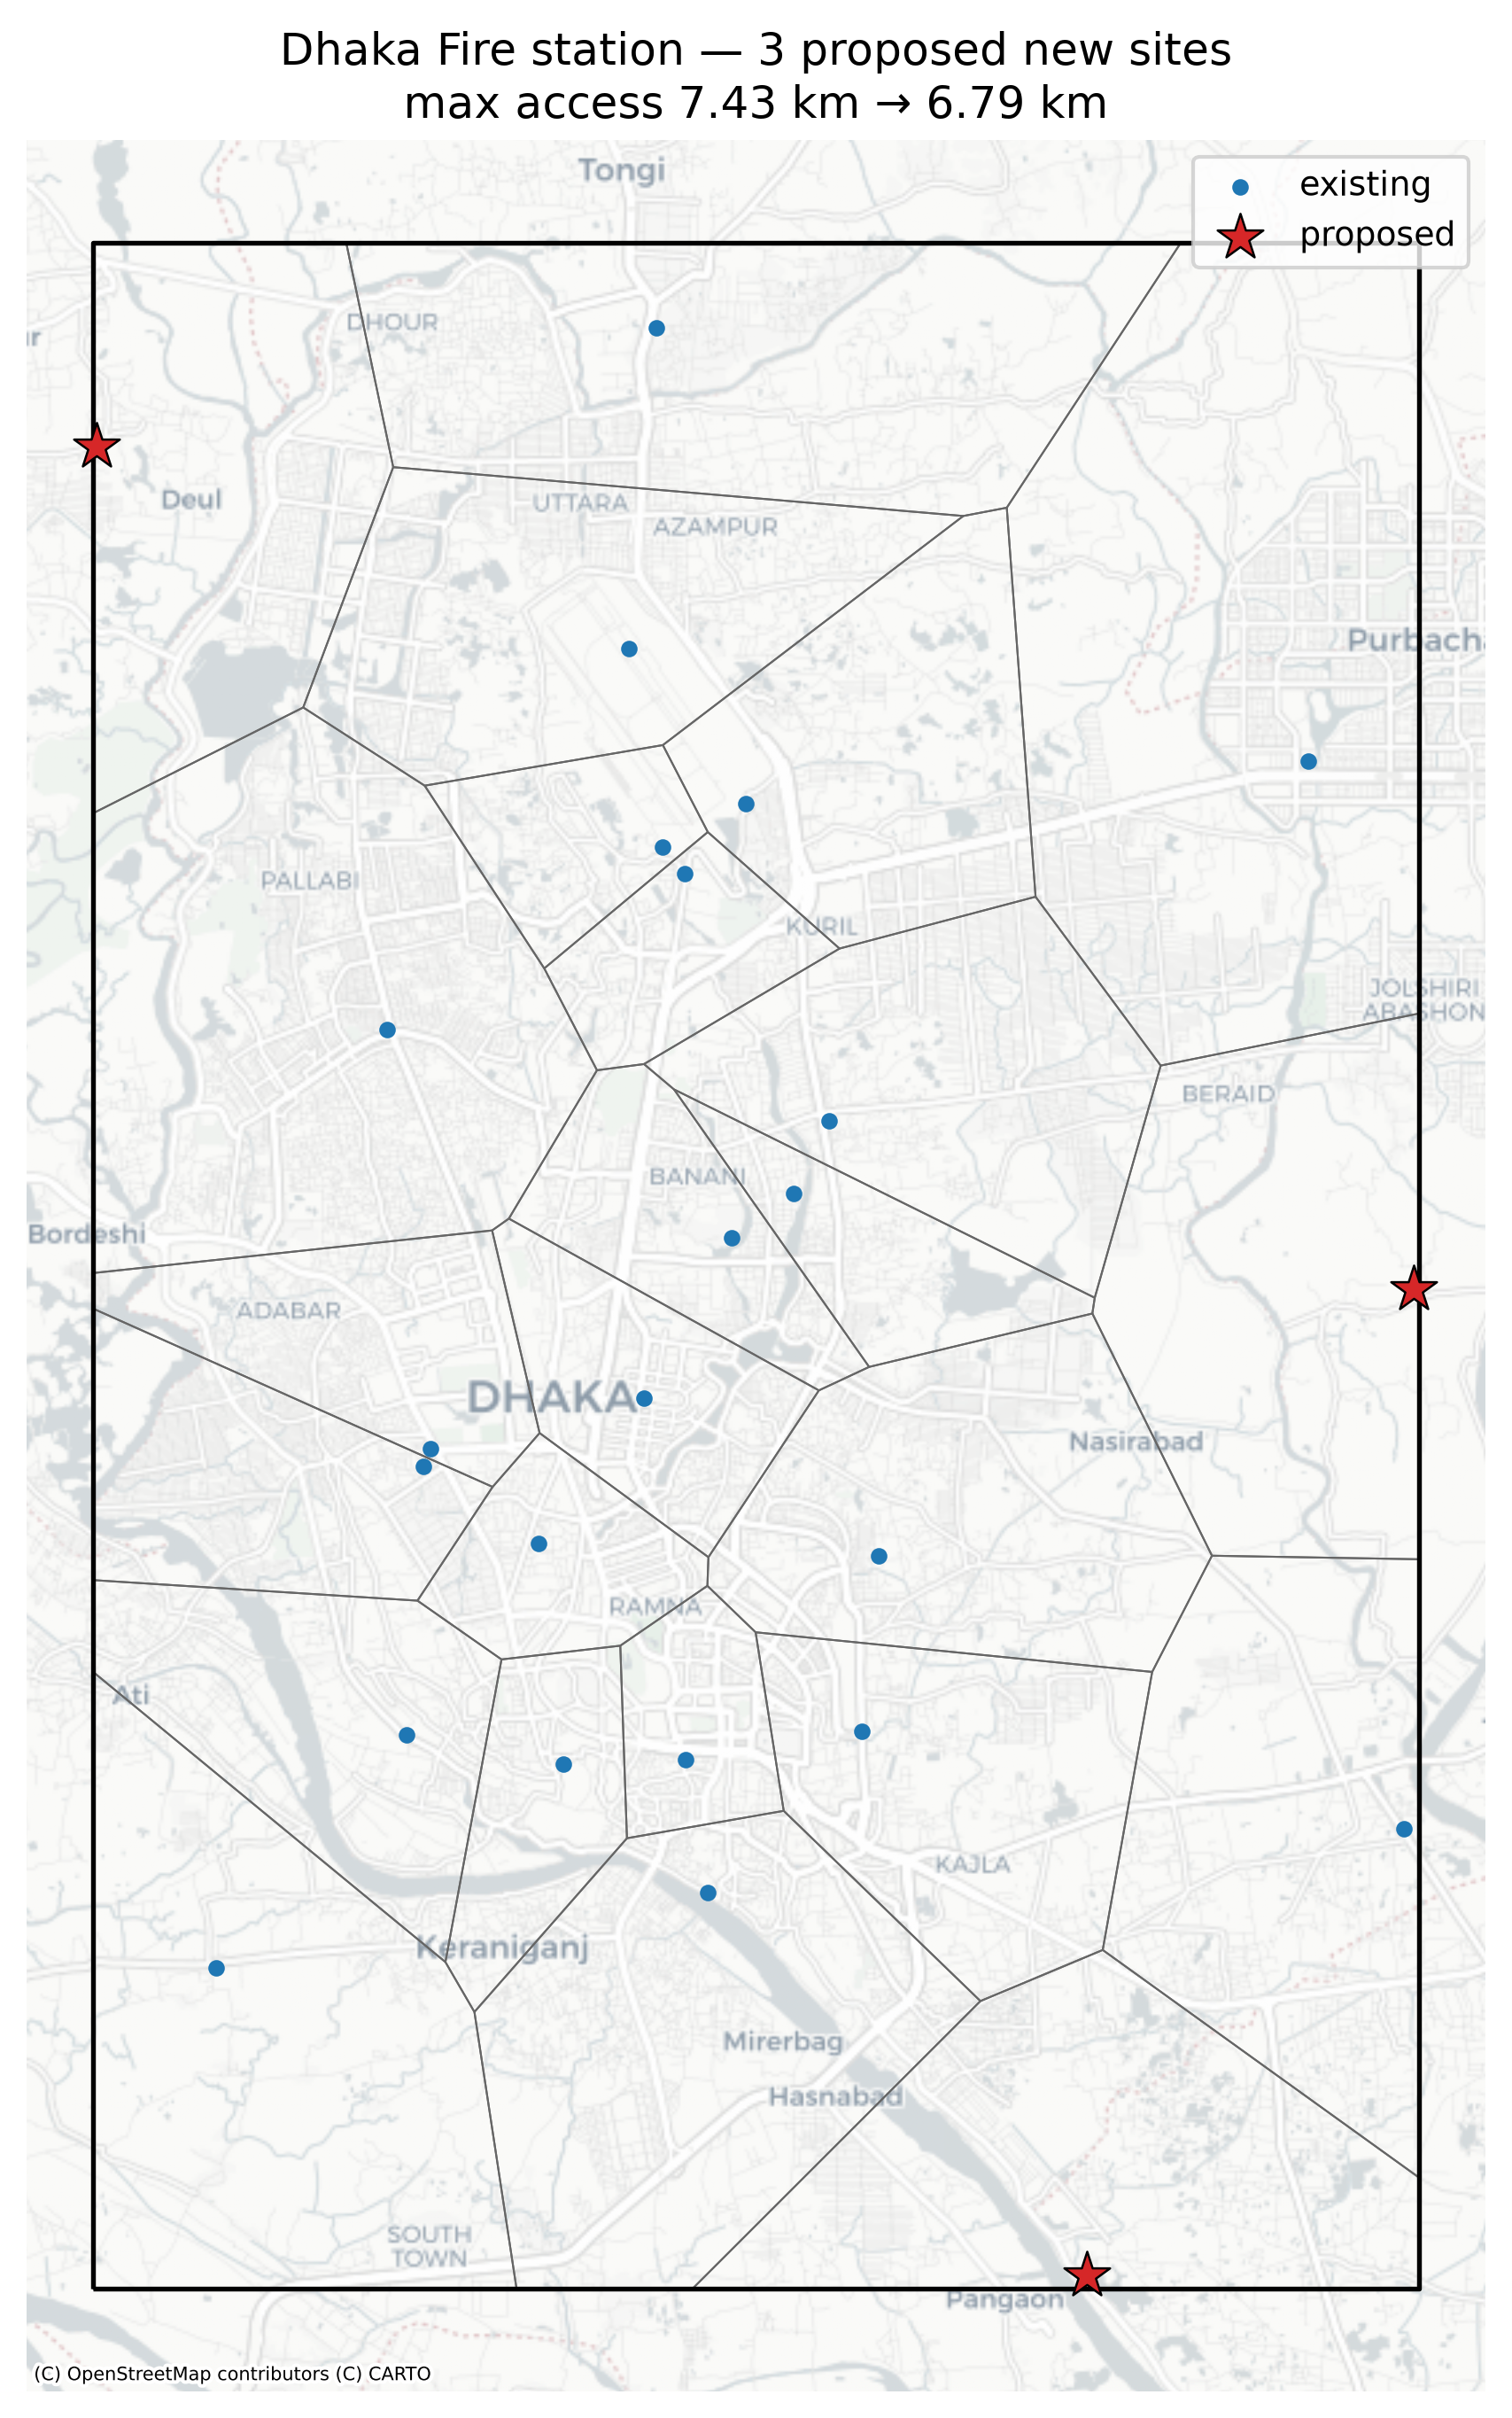 Dhaka Fire station — 3 proposed new sites
max access 7.43 km → 6.79 km
Tongi
existing
proposed
DHOUR
Deul
UTTARA
AZAMPUR
Purbacha
PALLABI
KURIL
JOLSHIRI
ABASHON
BERAID
BANANI
Bordeshi
ADABAR
DHAKA
Nasirabad
RAMNA
Ati
KAJLA
Keraniganj
Mirerbag
Hasnabad
SOUTH
TOWN
Pangaon
(C) OpenStreetMap contributors (C) CARTO